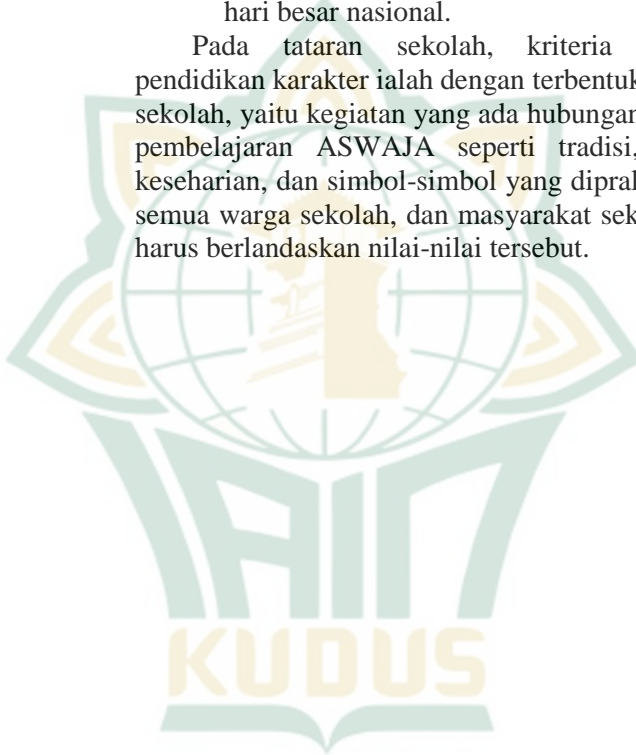 hari besar nasional.
Pada tataran sekolah, kriteria
pendidikan karakter ialah dengan terbentuk
sekolah, yaitu kegiatan yang ada hubungan
pembelajaran ASWAJA seperti tradisi,
keseharian, dan simbol-simbol yang diprak
semua warga sekolah, dan masyarakat sek
harus berlandaskan nilai-nilai tersebut.
IAIN
KUDUS